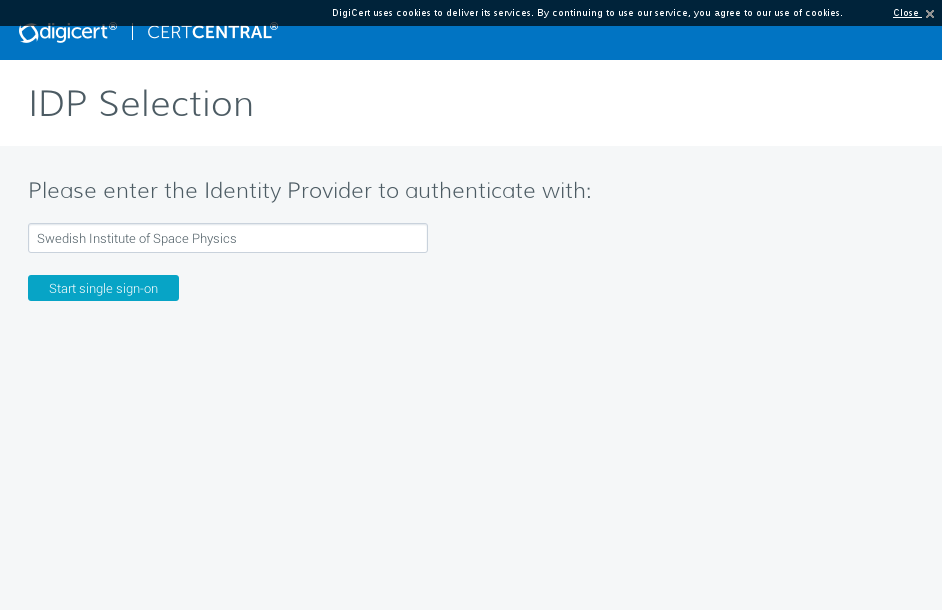 DigiCert uses cookies to deliver its services. By continuing to use our service, you agree to our use of cookies.
Close
digicert® | CERTCENTRAL®
IDP Selection
Please enter the Identity Provider to authenticate with:
Swedish Institute of Space Physics
Start single sign-on